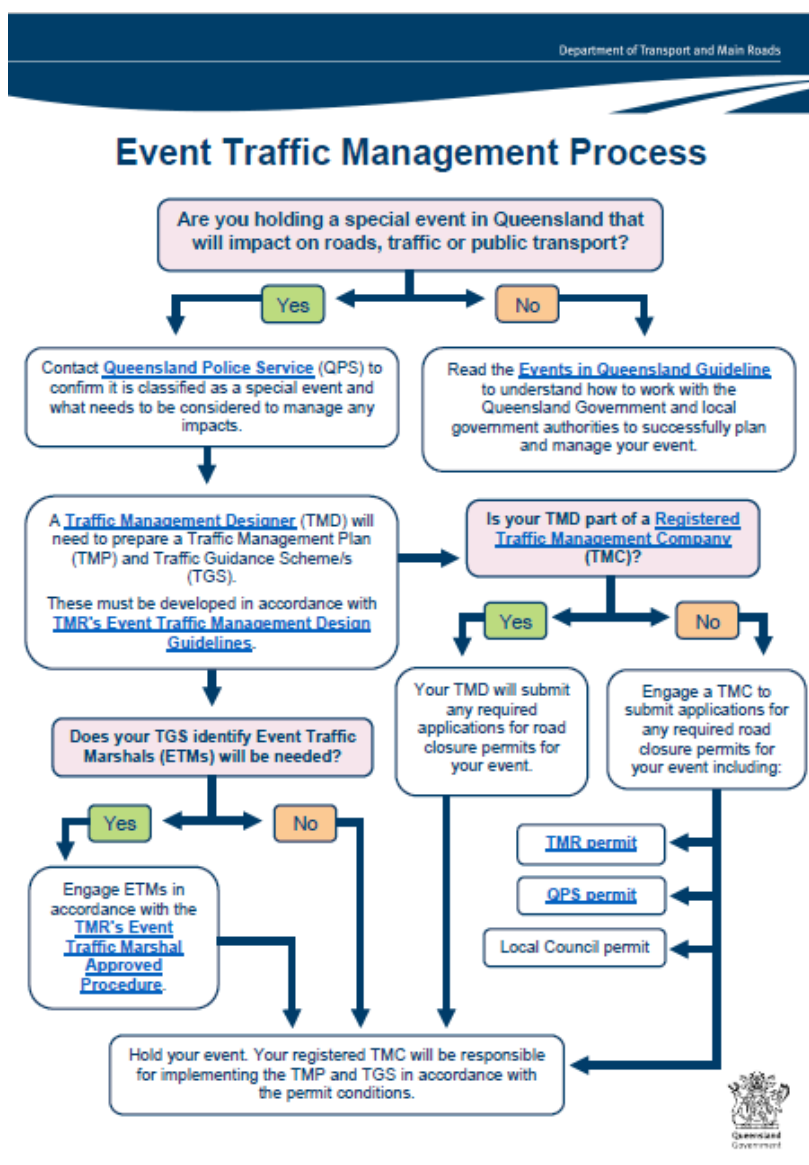 Department of Transport and Main Roads
Event Traffic Management Process
Are you holding a special event in Queensland that
will impact on roads, traffic or public transport?
Yes
No
Contact Queensland Police Service (QPS) to
confirm it is classified as a special event and
what needs to be considered to manage any
impacts.
Read the Events in Queensland Guideline
to understand how to work with the
Queensland Government and local
government authorities to successfully plan
and manage your event.
A Traffic Management Designer (TMD) will
need to prepare a Traffic Management Plan
(TMP) and Traffic Guidance Scheme/s
(TGS).
These must be developed in accordance with
TMR's Event Traffic Management Design
Guidelines.
Is your TMD part of a Registered
Traffic Management Company
(TMC)?
Yes
No
Your TMD will submit
any required
applications for road
closure permits for
your event.
Engage a TMC to
submit applications for
any required road
closure permits for
your event including:
Does your TGS identify Event Traffic
Marshals (ETMs) will be needed?
Yes
No
TMR permit
QPS permit
Local Council permit
Engage ETMs in
accordance with the
TMR's Event
Traffic Marshal
Approved
Procedure.
Hold your event. Your registered TMC will be responsible
for implementing the TMP and TGS in accordance with
the permit conditions.
Queensland
Government